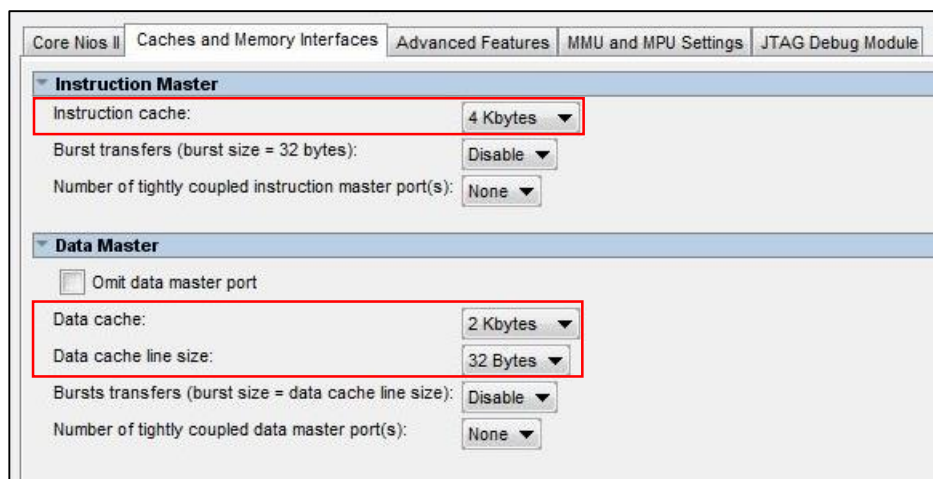 Core Nios II Caches and Memory Interfaces Advanced Features MMU and MPU Settings JTAG Debug Module
Instruction Master
Instruction cache: 4 Kbytes
Burst transfers (burst size = 32 bytes): Disable
Number of tightly coupled instruction master port(s): None
Data Master
Omit data master port
Data cache: 2 Kbytes
Data cache line size: 32 Bytes
Bursts transfers (burst size = data cache line size): Disable
Number of tightly coupled data master port(s): None